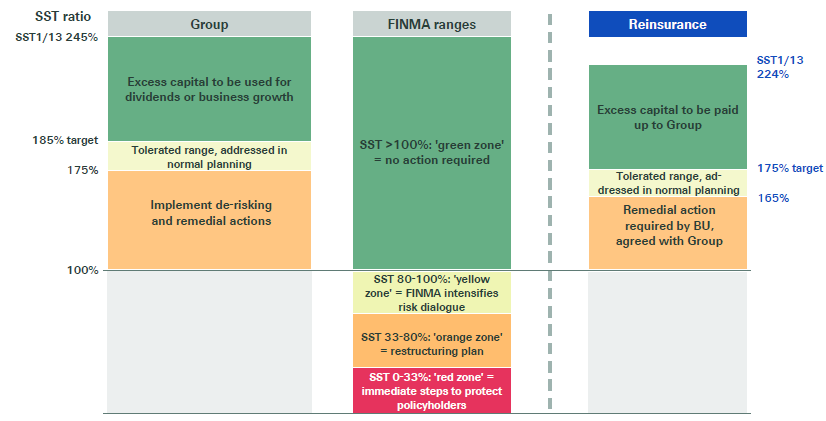 SST ratio
Group
FINMA ranges
Reinsurance
SST1/13 245%
SST1/13
224%
Excess capital to be used for
dividends or business growth
Excess capital to be paid
up to Group
185% target
Tolerated range, addressed in
normal planning
SST >100%: 'green zone'
= no action required
175% target
175%
Tolerated range, ad-
dressed in normal planning
165%
Implement de-risking
and remedial actions
Remedial action
required by BU,
agreed with Group
100%
SST 80-100%: 'yellow
zone' = FINMA intensifies
risk dialogue
SST 33-80%: 'orange zone'
= restructuring plan
SST 0-33%: 'red zone' =
immediate steps to protect
policyholders